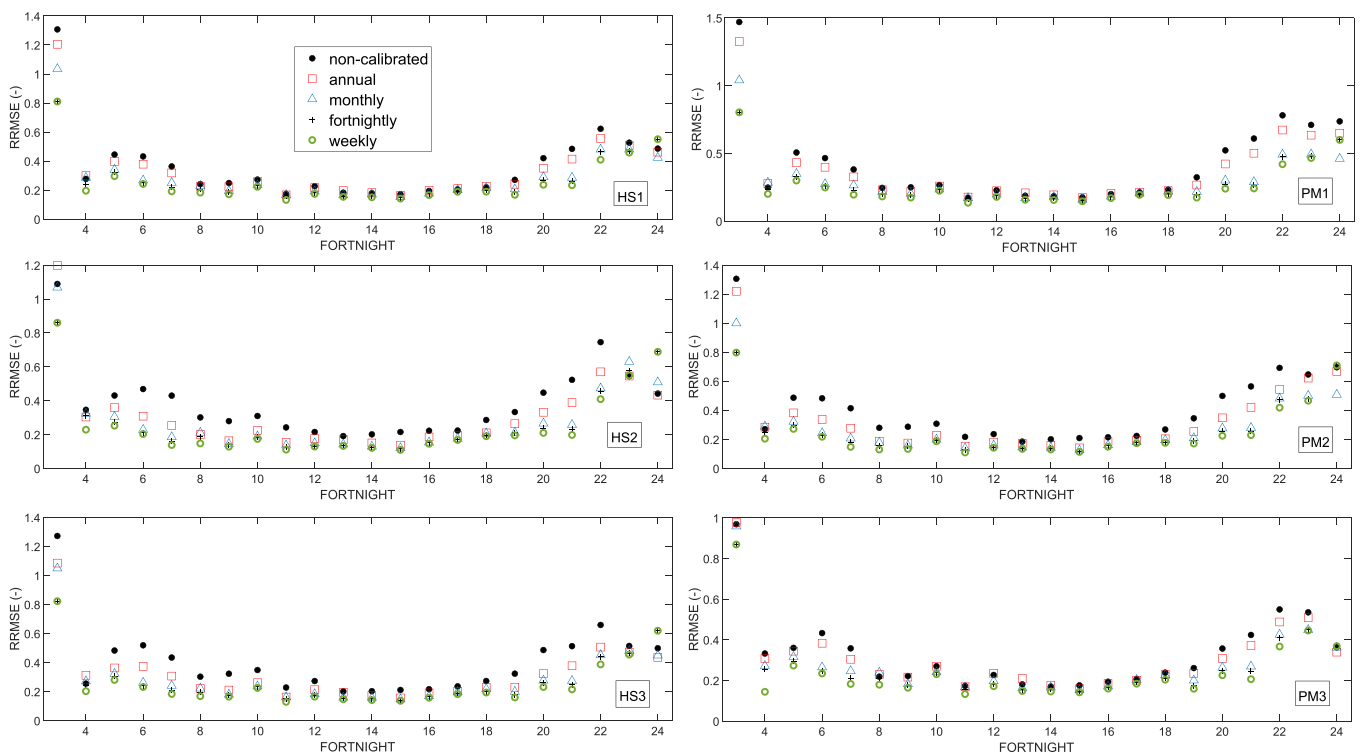 1.4
1.2
1
0.8
0.6
0.4
0.2
0
RRMSE (-)
4 6 8 10 12 14 16 18 20 22 24
FORTNIGHT
non-calibrated
annual
monthly
fortnightly
weekly
HS1
1.5
1
0.5
0
RRMSE (-)
4 6 8 10 12 14 16 18 20 22 24
FORTNIGHT
PM1
1.2
1
0.8
0.6
0.4
0.2
0
RRMSE (-)
4 6 8 10 12 14 16 18 20 22 24
FORTNIGHT
HS2
1.4
1.2
1
0.8
0.6
0.4
0.2
0
RRMSE (-)
4 6 8 10 12 14 16 18 20 22 24
FORTNIGHT
PM2
1.4
1.2
1
0.8
0.6
0.4
0.2
0
RRMSE (-)
4 6 8 10 12 14 16 18 20 22 24
FORTNIGHT
HS3
1
0.8
0.6
0.4
0.2
0
RRMSE (-)
4 6 8 10 12 14 16 18 20 22 24
FORTNIGHT
PM3